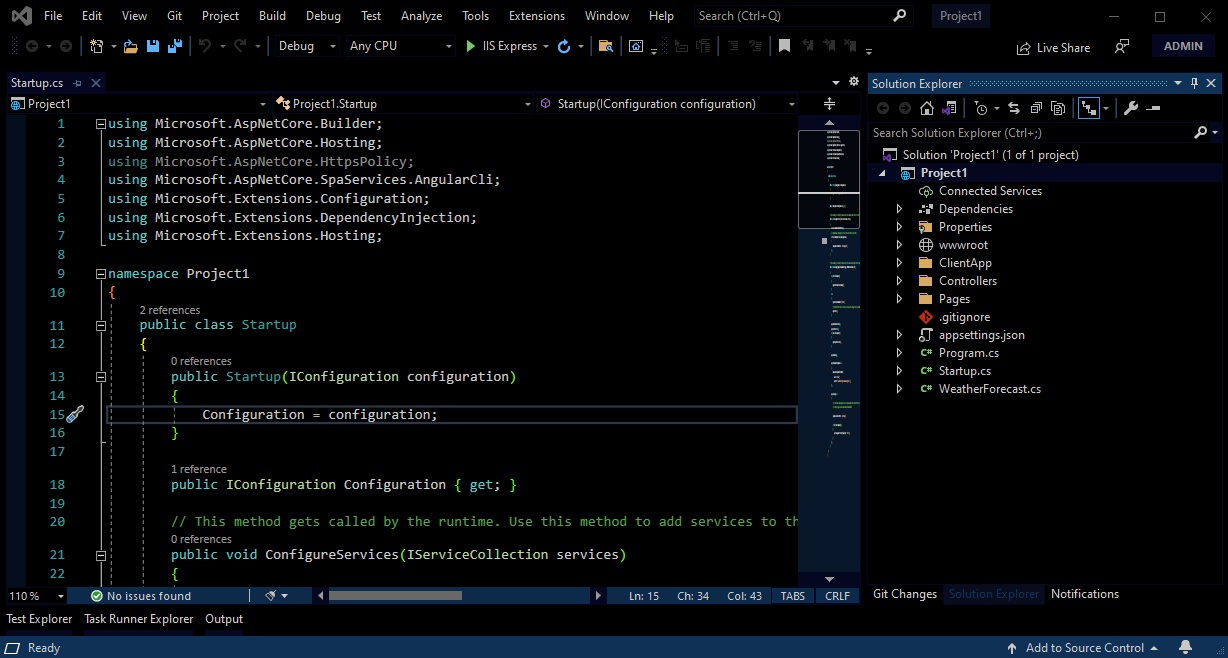 File Edit View Git Project Build Debug Test Analyze Tools Extensions Window Help Search (Ctrl+Q) Project1
Debug Any CPU IIS Express Live Share ADMIN
Startup.cs
Project1 Project1.Startup Startup(IConfiguration configuration)
1 using Microsoft.AspNetCore.Builder;
2 using Microsoft.AspNetCore.Hosting;
3 using Microsoft.AspNetCore.HttpsPolicy;
4 using Microsoft.AspNetCore.SpaServices.AngularCli;
5 using Microsoft.Extensions.Configuration;
6 using Microsoft.Extensions.DependencyInjection;
7 using Microsoft.Extensions.Hosting;
8
9 namespace Project1
10 {
2 references
11 public class Startup
12 {
0 references
13 public Startup(IConfiguration configuration)
14 {
15 Configuration = configuration;
16 }
17
1 reference
18 public IConfiguration Configuration { get; }
19
20 // This method gets called by the runtime. Use this method to add services to th
0 references
21 public void ConfigureServices(IServiceCollection services)
22 {
110 % No issues found Ln: 15 Ch: 34 Col: 43 TABS CRLF
Solution Explorer
Search Solution Explorer (Ctrl+;)
Solution 'Project1' (1 of 1 project)
Project1
Connected Services
Dependencies
Properties
wwwroot
ClientApp
Controllers
Pages
.gitignore
appsettings.json
C# Program.cs
C# Startup.cs
C# WeatherForecast.cs
Git Changes Solution Explorer Notifications
Test Explorer Task Runner Explorer Output
Ready Add to Source Control